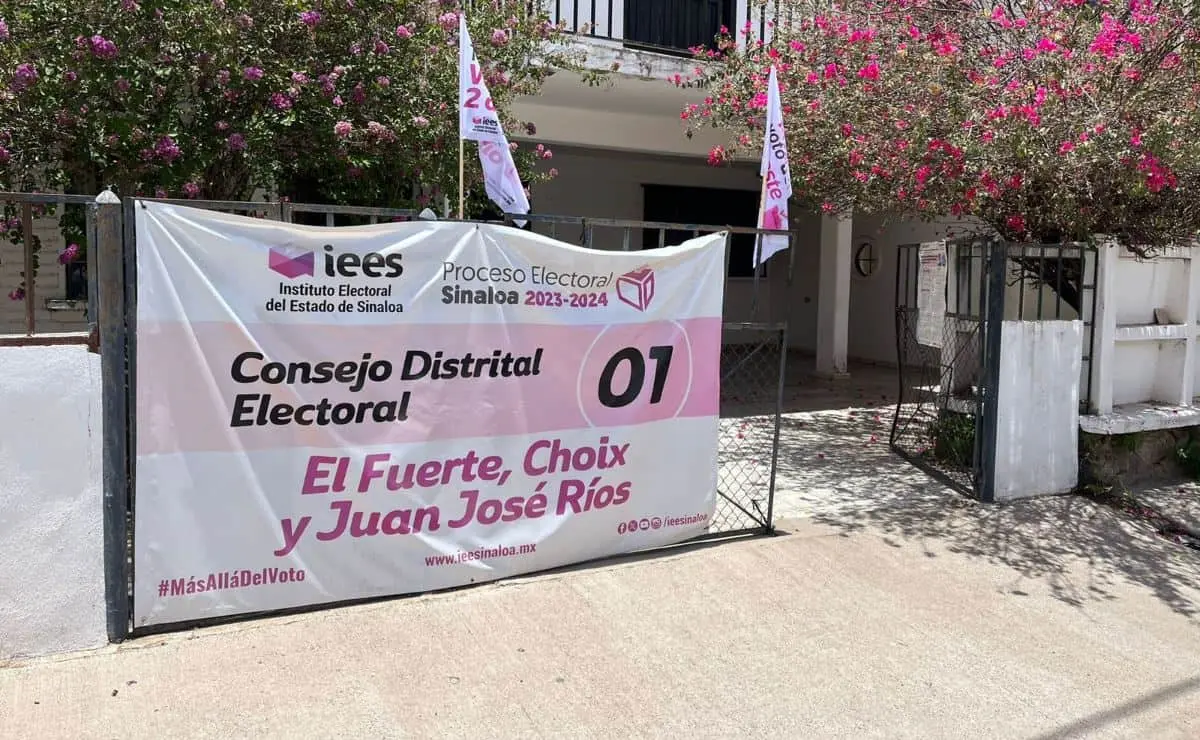 iees
Instituto Electoral
del Estado de Sinaloa
Proceso Electoral
Sinaloa 2023-2024
Consejo Distrital
Electoral
01
El Fuerte, Choix
y Juan José Ríos
/ieesinaloa
www.ieesinaloa.mx
#MásAlláDelVoto
iees